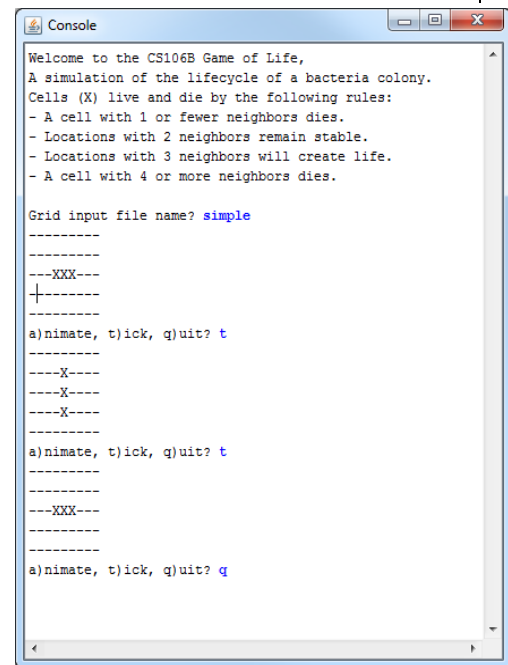 Console
Welcome to the CS106B Game of Life,
A simulation of the lifecycle of a bacteria colony.
Cells (X) live and die by the following rules:
- A cell with 1 or fewer neighbors dies.
- Locations with 2 neighbors remain stable.
- Locations with 3 neighbors will create life.
- A cell with 4 or more neighbors dies.
Grid input file name? simple
---------
---------
---XXX---
---------
---------
a)nimate, t)ick, q)uit? t
---------
----X----
----X----
----X----
---------
a)nimate, t)ick, q)uit? t
---------
---------
---XXX---
---------
---------
a)nimate, t)ick, q)uit? q